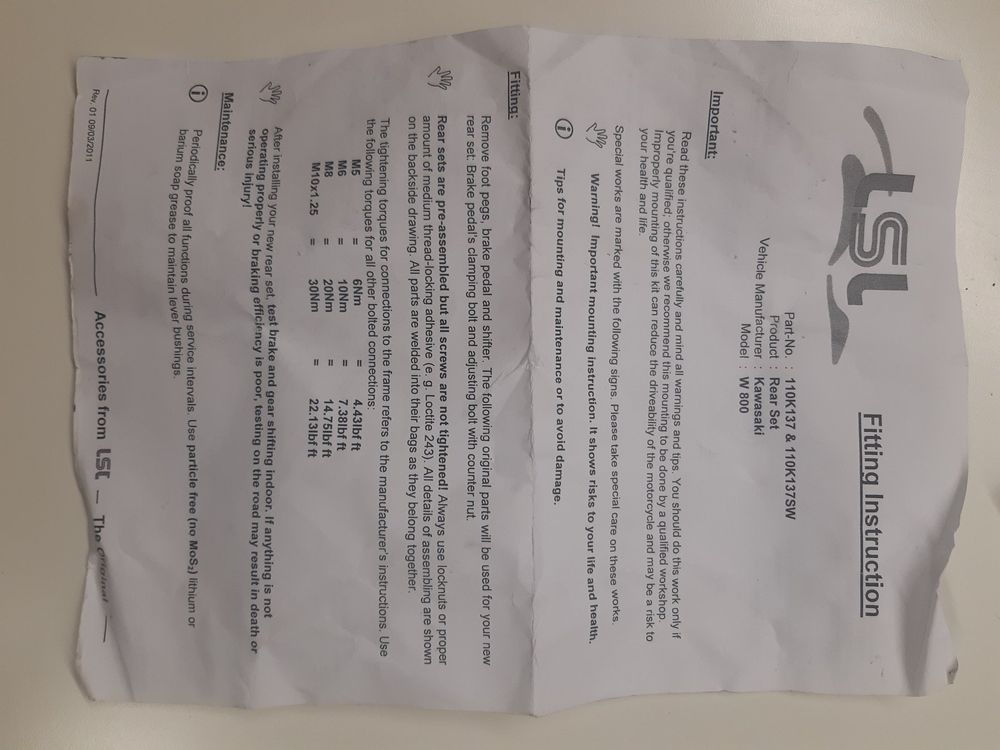 LSL
Fitting Instruction
Part-No. : 110K137 & 110K137SW
Product : Rear Set
Vehicle Manufacturer : Kawasaki
Model : W 800
Important:
Read these instructions carefully and mind all warnings and tips. You should do this work only if
you're qualified; otherwise we recommend this mounting to be done by a qualified workshop.
Improperly mounting of this kit can reduce the driveability of the motorcycle and may be a risk to
your health and life.
Special works are marked with the following signs. Please take special care on these works.
Warning! Important mounting instruction. It shows risks to your life and health.
Tips for mounting and maintenance or to avoid damage.
Fitting:
Remove foot pegs, brake pedal and shifter. The following original parts will be used for your new
rear set: Brake pedal's clamping bolt and adjusting bolt with counter nut.
Rear sets are pre-assembled but all screws are not tightened! Always use locknuts or proper
amount of medium thread-locking adhesive (e. g. Loctite 243). All details of assembling are shown
on the backside drawing. All parts are welded into their bags as they belong together.
The tightening torques for connections to the frame refers to the manufacturer's instructions. Use
the following torques for all other bolted connections:
M5 = 6Nm = 4.43lbf ft
M6 = 10Nm = 7.38lbf ft
M8 = 20Nm = 14.75lbf ft
M10x1.25 = 30Nm = 22.13lbf ft
After installing your new rear set, test brake and gear shifting indoor. If anything is not
operating properly or braking efficiency is poor, testing on the road may result in death or
serious injury!
Maintenance:
Periodically proof all functions during service intervals. Use particle free (no MoS₂) lithium or
barium soap grease to maintain lever bushings.
Accessories from LSL — The original
Rev. 01 09/03/2011